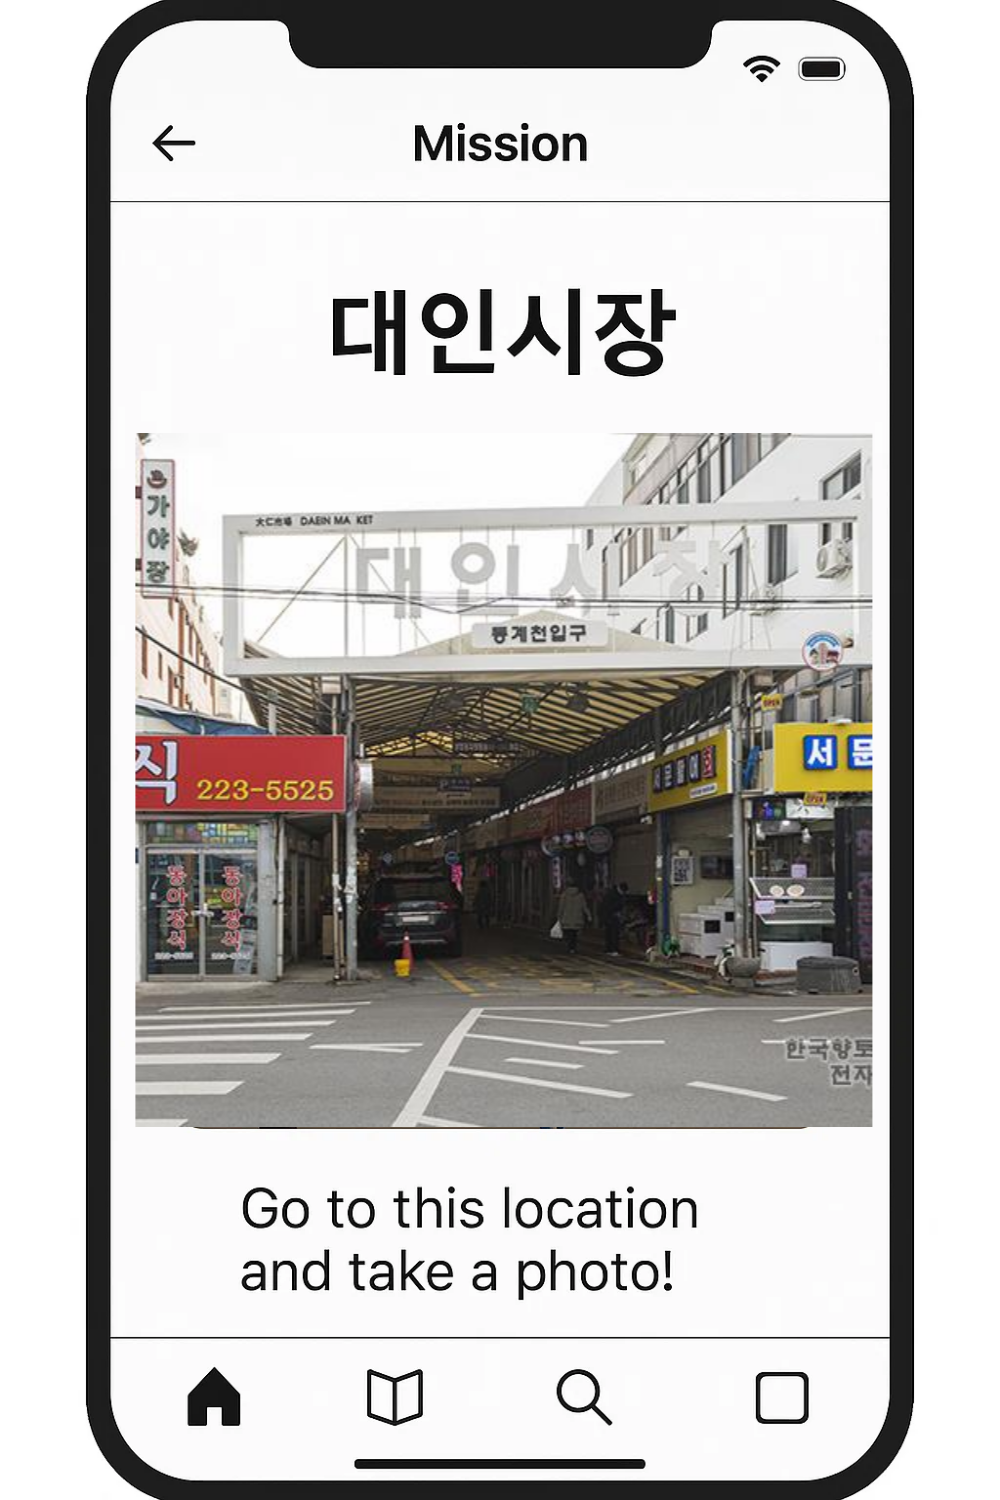 Mission
대인시장
가야장
大仁市場 DAEIN MA KET
대인시장
동계천입구
식
223-5525
서문
동아장식
동아장식
한국향토
전자
Go to this location
and take a photo!